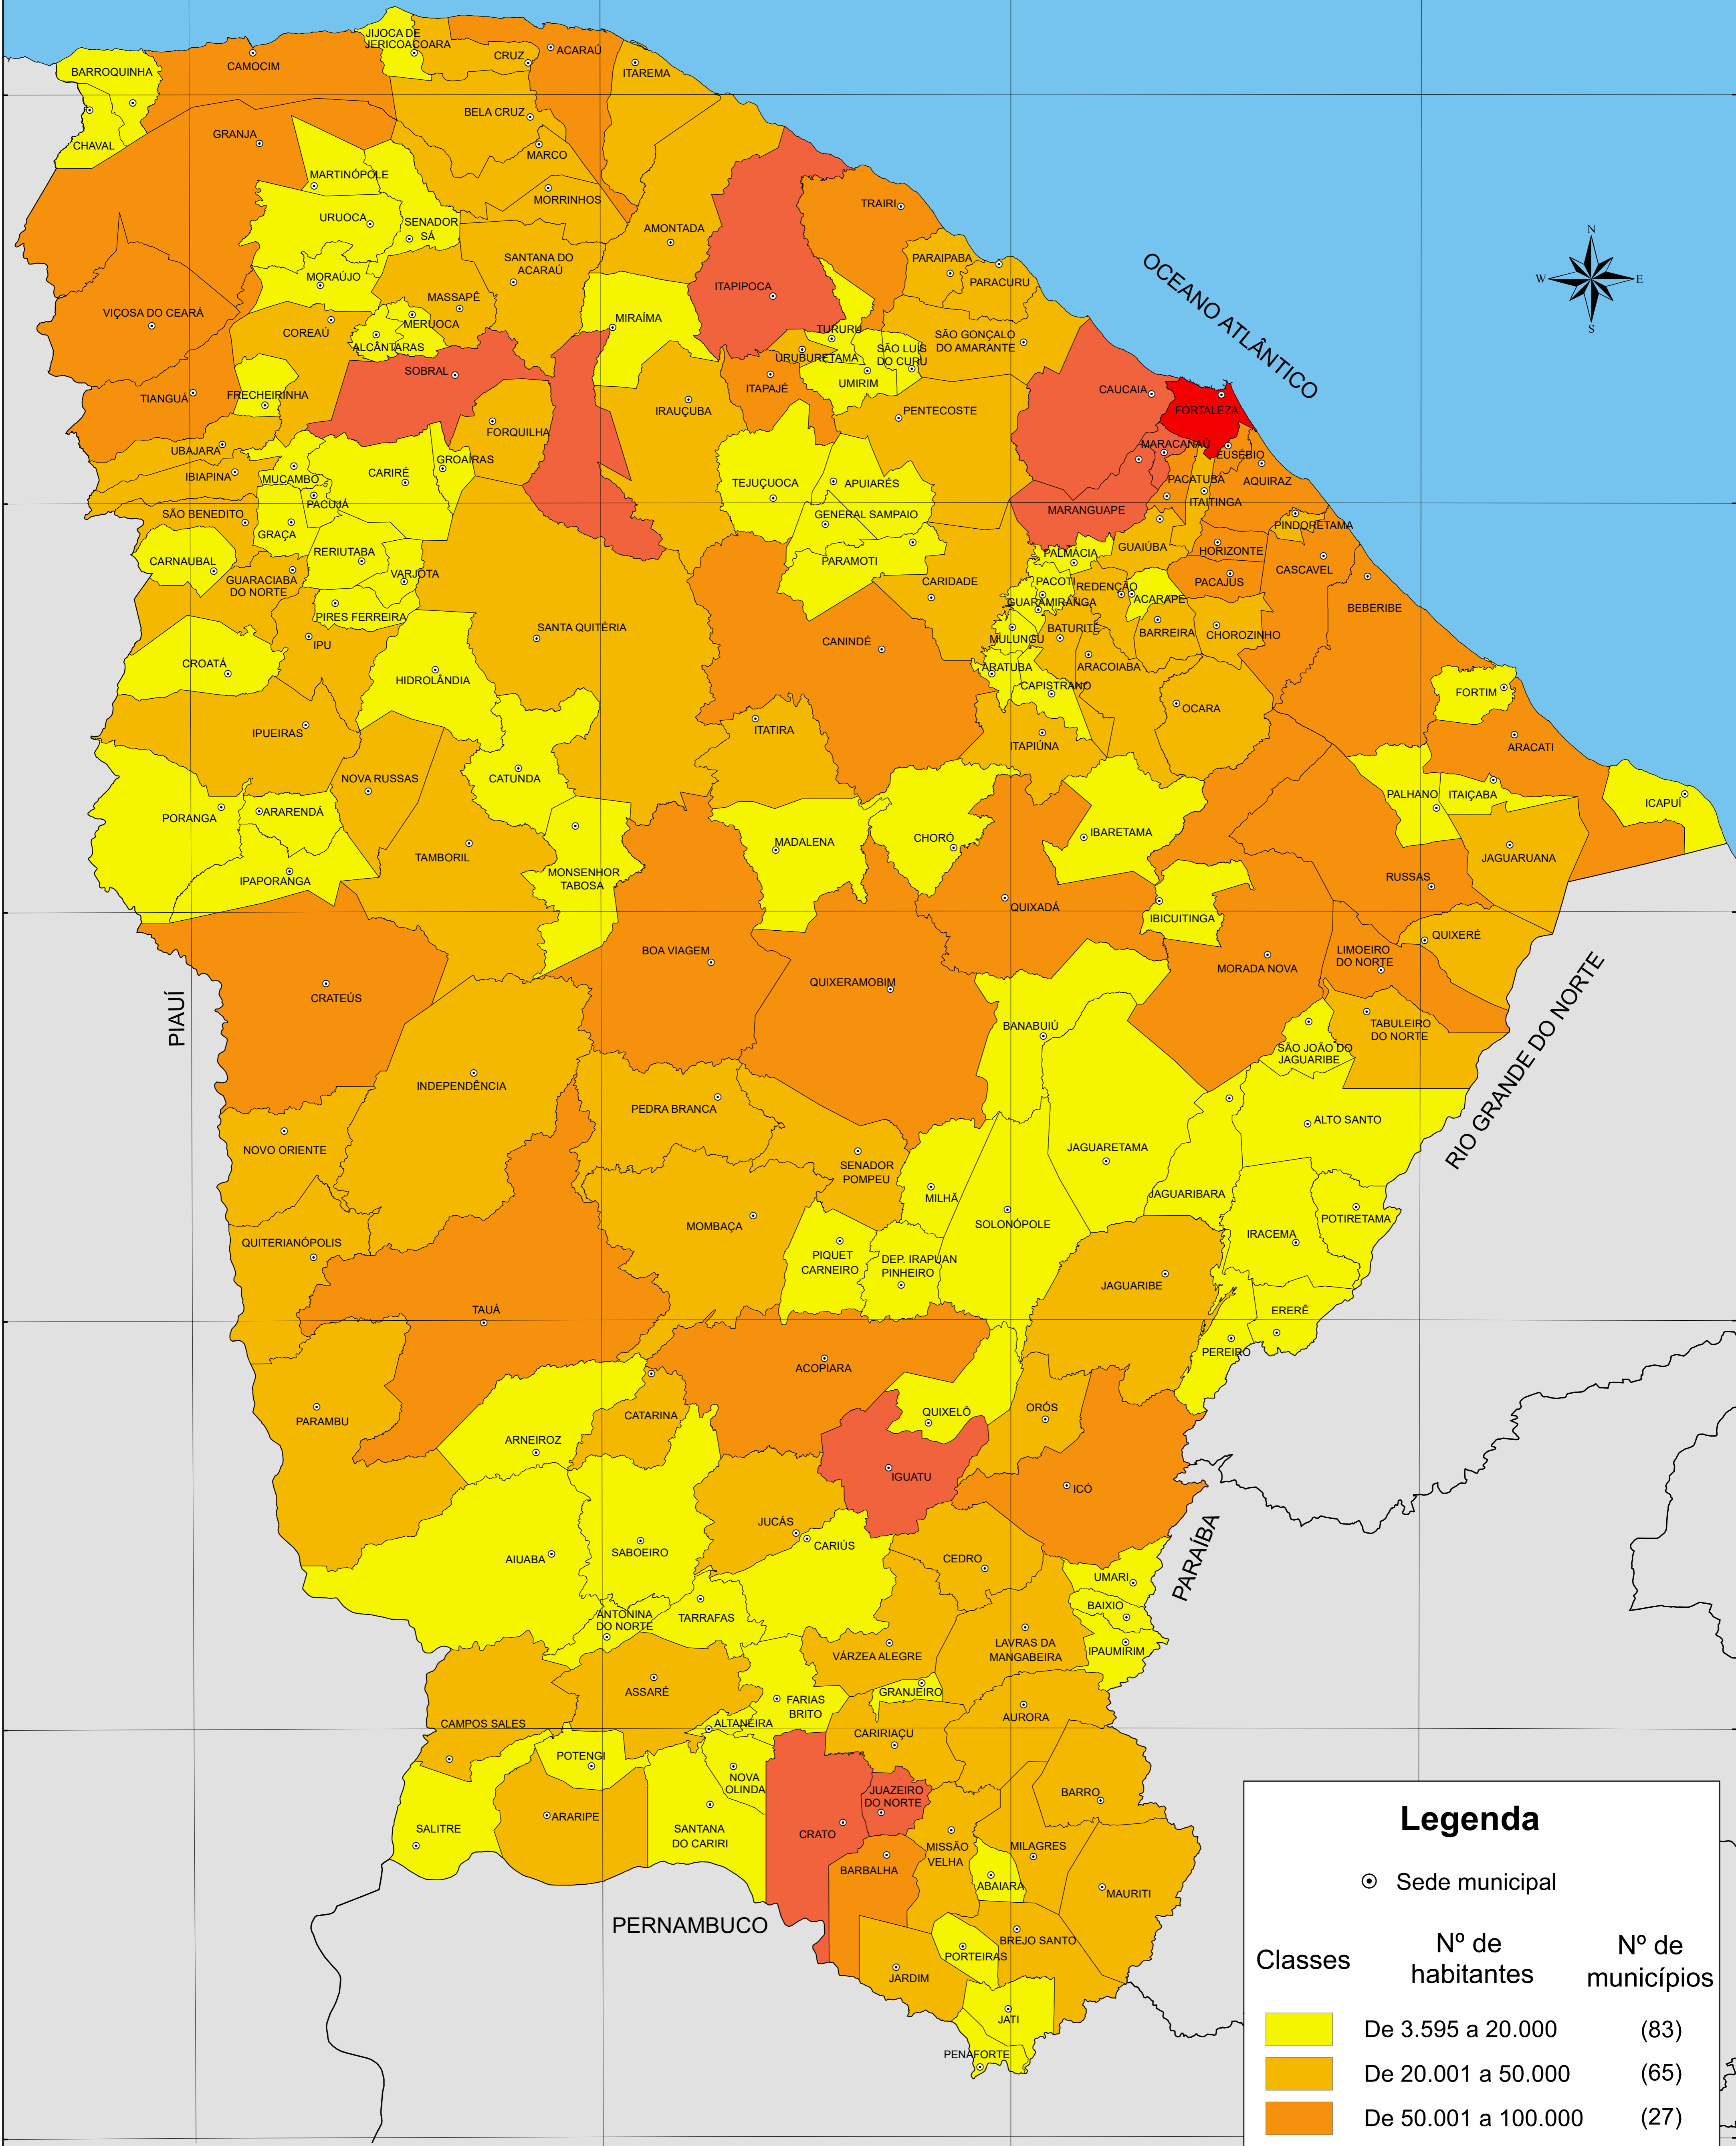 JIJOCA DE
JERICOACOARA
CRUZ
ACARAÚ
BARROQUINHA
CAMOCIM
ITAREMA
BELA CRUZ
GRANJA
CHAVAL
MARCO
MARTINÓPOLE
MORRINHOS
TRAIRI
URUOCA
SENADOR
SÁ
AMONTADA
N
W
E
S
OCEANO ATLÂNTICO
SANTANA DO
ACARAÚ
PARAIPABA
MORAÚJO
PARACURU
ITAPIPOCA
MASSAPÊ
VIÇOSA DO CEARÁ
MIRAÍMA
MERUOCA
COREAÚ
TURURU
SÃO GONÇALO
DO AMARANTE
ALCÂNTARAS
SÃO LUÍS
DO CURU
URUBURETAMA
SOBRAL
UMIRIM
ITAPAJÉ
CAUCAIA
FRECHEIRINHA
TIANGUÁ
IRAUÇUBA
PENTECOSTE
FORTALEZA
FORQUILHA
MARACANAÚ
UBAJARA
EUSÉBIO
GROAÍRAS
CARIRÉ
IBIAPINA
MUCAMBO
PACATUBA
AQUIRAZ
TEJUÇUOCA
APUIARÉS
ITAITINGA
PACUJÁ
MARANGUAPE
SÃO BENEDITO
GENERAL SAMPAIO
PINDORETAMA
GRAÇA
GUAIÚBA
HORIZONTE
RERIUTABA
PALMÁCIA
CARNAUBAL
PARAMOTI
CASCAVEL
VARJOTA
GUARACIABA
DO NORTE
CARIDADE
PACOTI
PACAJUS
REDENÇÃO
ACARAPE
GUARAMIRANGA
BEBERIBE
PIRES FERREIRA
SANTA QUITÉRIA
BATURITÉ
BARREIRA
CHOROZINHO
MULUNGU
CANINDÉ
IPU
CROATÁ
ARATUBA
ARACOIABA
HIDROLÂNDIA
CAPISTRANO
FORTIM
OCARA
IPUEIRAS
ITATIRA
ITAPIÚNA
ARACATI
NOVA RUSSAS
CATUNDA
PALHANO
ITAIÇABA
ICAPUÍ
PORANGA
ARARENDÁ
IBARETAMA
MADALENA
CHORÓ
TAMBORIL
JAGUARUANA
MONSENHOR
TABOSA
IPAPORANGA
RUSSAS
QUIXADÁ
IBICUITINGA
QUIXERÉ
BOA VIAGEM
LIMOEIRO
DO NORTE
MORADA NOVA
QUIXERAMOBIM
CRATEÚS
PIAUÍ
RIO GRANDE DO NORTE
BANABUIÚ
TABULEIRO
DO NORTE
SÃO JOÃO DO
JAGUARIBE
INDEPENDÊNCIA
PEDRA BRANCA
ALTO SANTO
NOVO ORIENTE
JAGUARETAMA
SENADOR
POMPEU
MILHÃ
JAGUARIBARA
MOMBAÇA
SOLONÓPOLE
POTIRETAMA
IRACEMA
QUITERIANÓPOLIS
PIQUET
CARNEIRO
DEP. IRAPUAN
PINHEIRO
JAGUARIBE
TAUÁ
ERERÊ
PEREIRO
ACOPIARA
QUIXELÔ
ORÓS
CATARINA
PARAMBU
ARNEIROZ
IGUATU
ICÓ
JUCÁS
CARIÚS
PARAÍBA
SABOEIRO
AIUABA
CEDRO
UMARI
BAIXIO
ANTONINA
DO NORTE
TARRAFAS
LAVRAS DA
MANGABEIRA
VÁRZEA ALEGRE
IPAUMIRIM
ASSARÉ
GRANJEIRO
FARIAS
BRITO
AURORA
CAMPOS SALES
ALTANEIRA
CARIRIAÇU
POTENGI
NOVA
OLINDA
JUAZEIRO
DO NORTE
BARRO
ARARIPE
SALITRE
SANTANA
DO CARIRI
CRATO
MISSÃO
VELHA
MILAGRES
BARBALHA
ABAIARA
MAURITI
PERNAMBUCO
BREJO SANTO
PORTEIRAS
JARDIM
JATI
PENAFORTE
Legenda
Sede municipal
Classes
Nº de
habitantes
Nº de
municípios
De 3.595 a 20.000 (83)
De 20.001 a 50.000 (65)
De 50.001 a 100.000 (27)